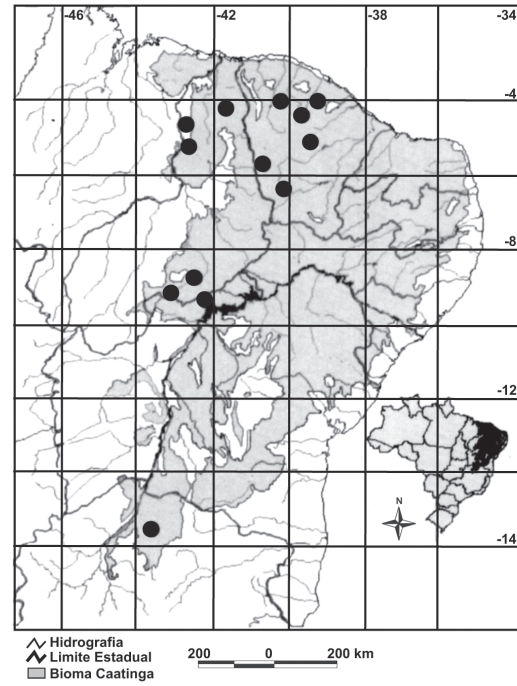 -46 -42 -38 -34
-4
-8
-12
N
-14
Hidrografia
Limite Estadual
Bioma Caatinga
200 0 200 km